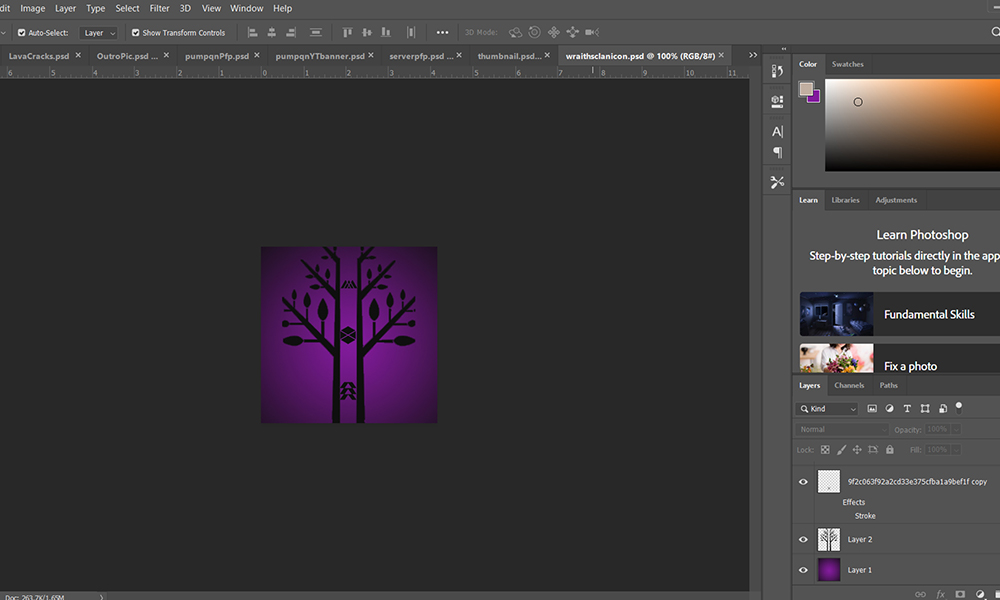 dit Image Layer Type Select Filter 3D View Window Help
Auto-Select: Layer Show Transform Controls 3D Mode:
LavaCracks.psd × OutroPic.psd ... × pumpqnPfp.psd × pumpqnYTbanner.psd × serverpfp.psd ... × thumbnail.psd... × wraithsclanicon.psd @ 100% (RGB/8#) ×
6 5 4 3 2 1 0 1 2 3 4 5 6 7 8 9 10 11
Color Swatches
Learn Libraries Adjustments
Learn Photoshop
Step-by-step tutorials directly in the app
topic below to begin.
Fundamental Skills
Fix a photo
Layers Channels Paths
Kind
Normal Opacity: 100%
Lock: Fill: 100%
9f2c063f92a2cd33e375cfba1a9bef1f copy
Effects
Stroke
Layer 2
Layer 1
Doc: 263.7K/1.65M